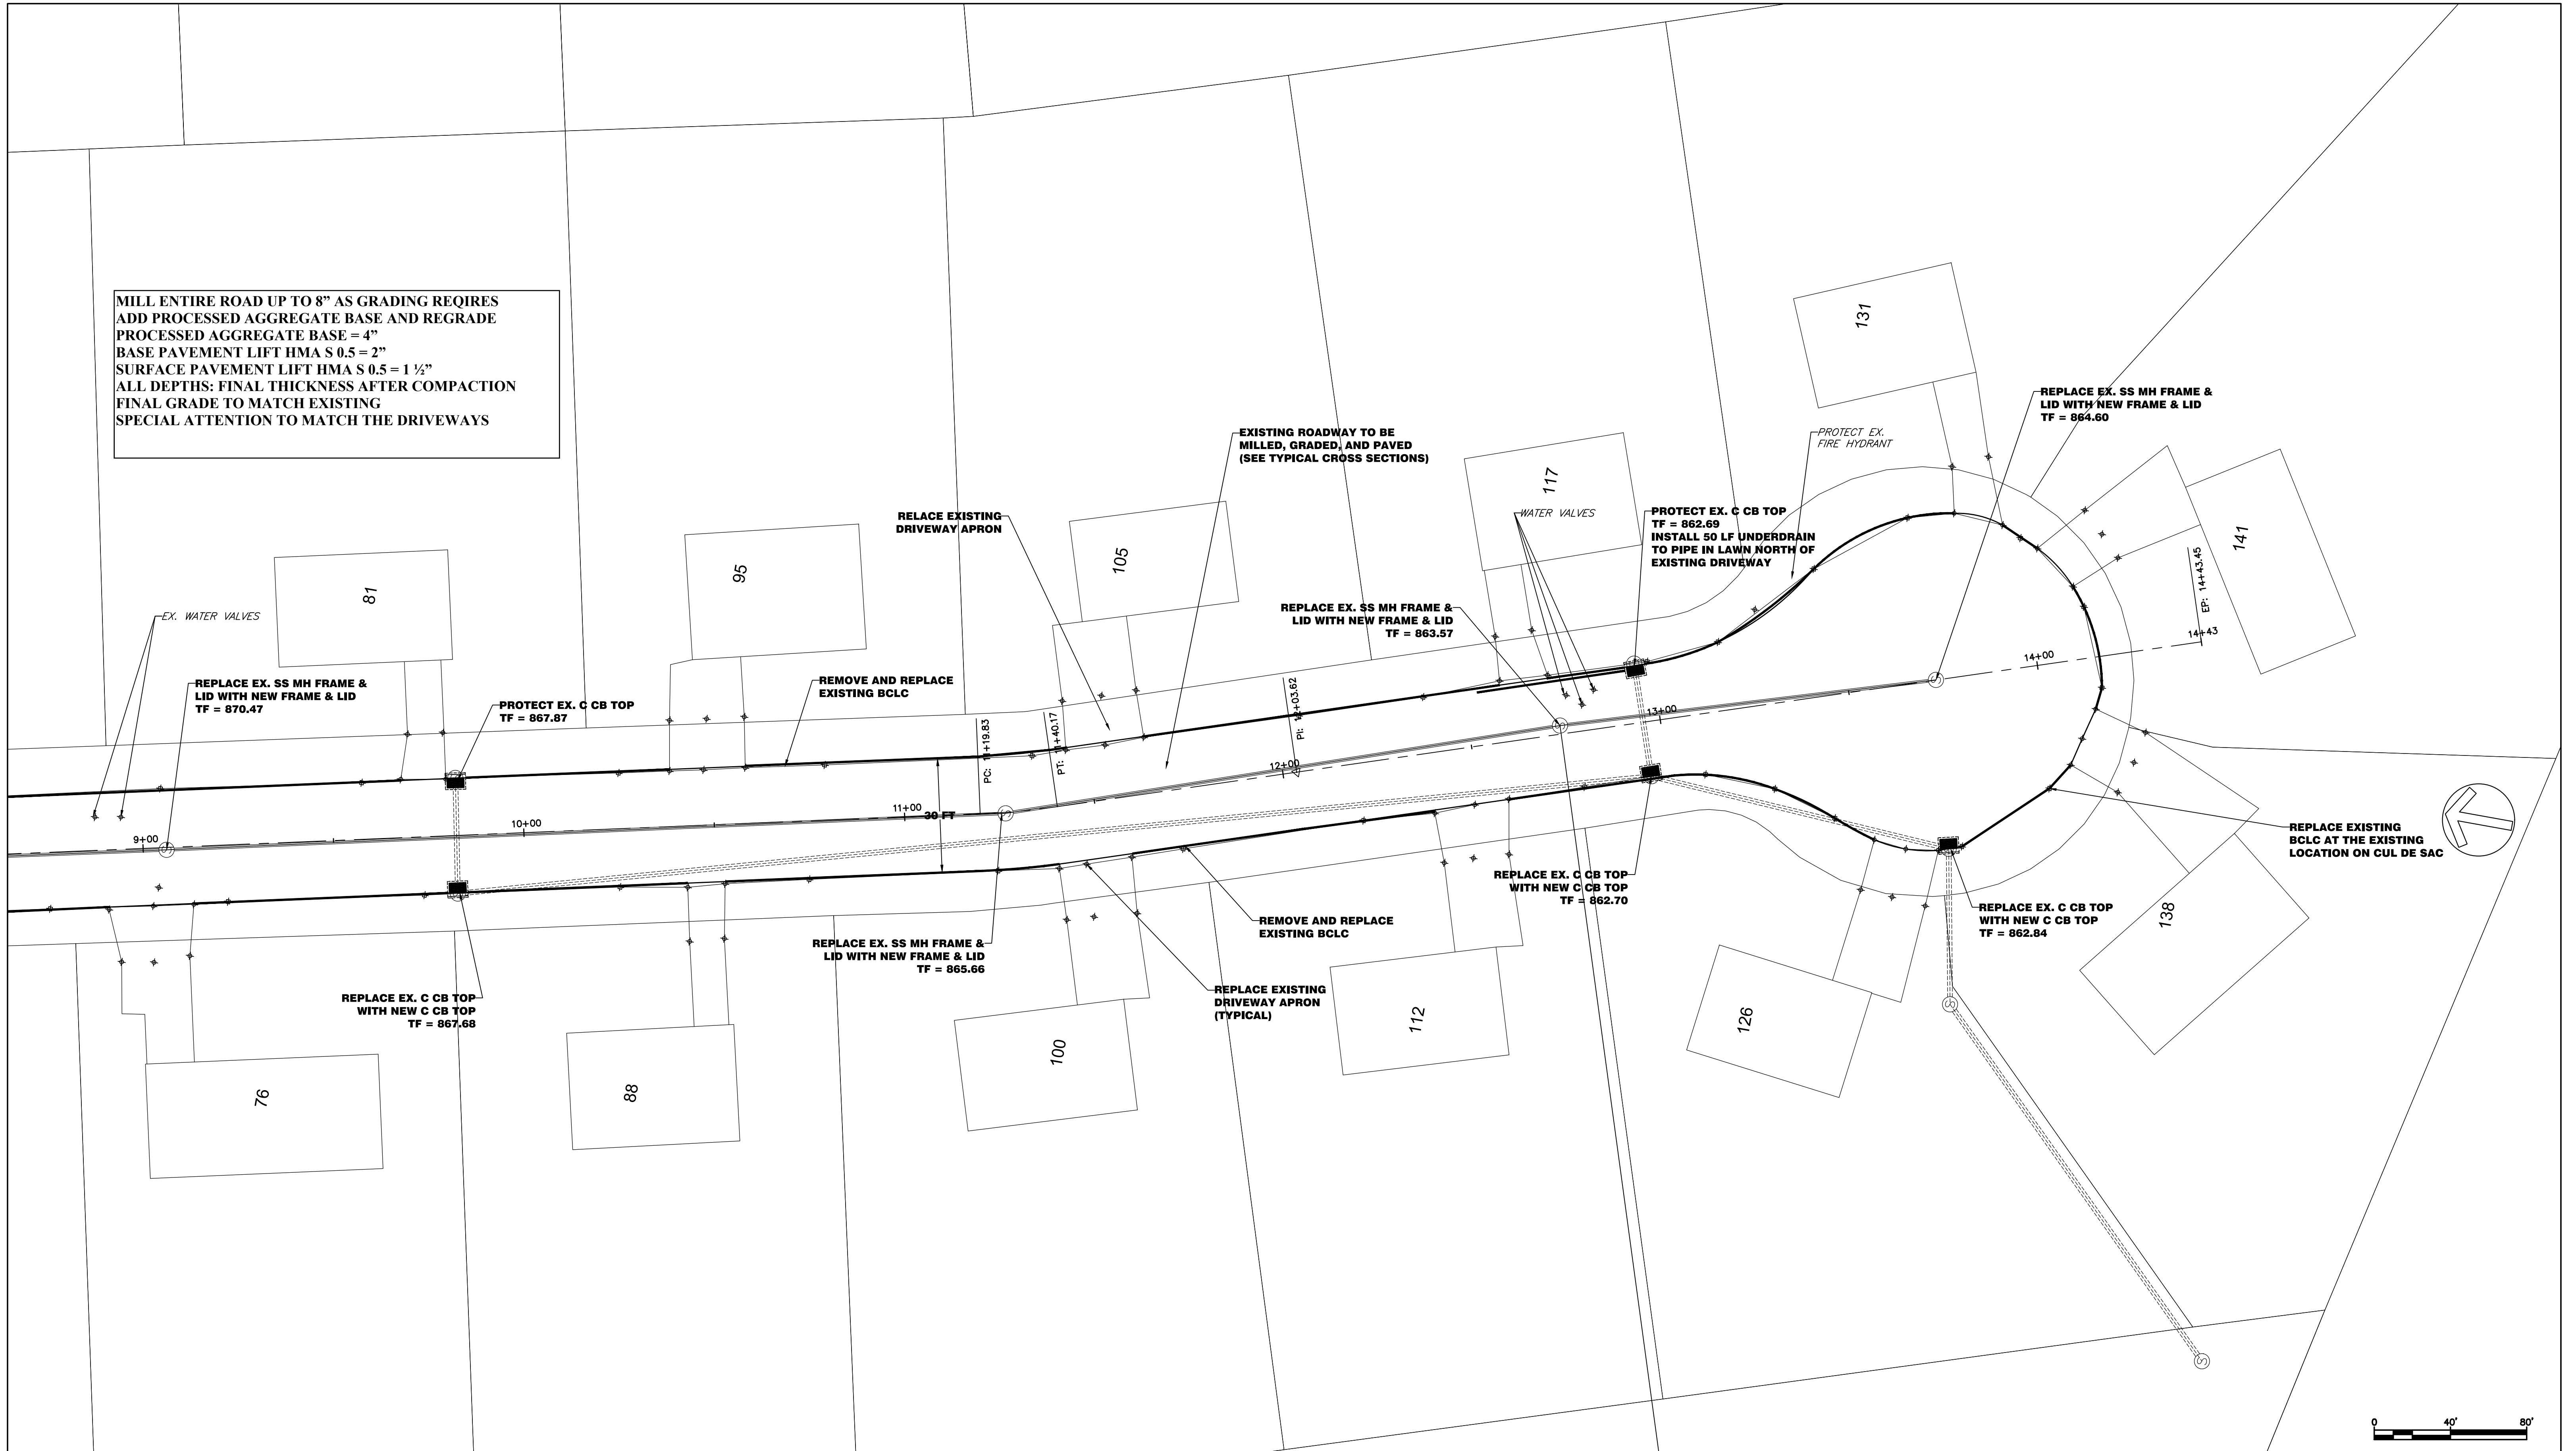 MILL ENTIRE ROAD UP TO 8” AS GRADING REQIRES
ADD PROCESSED AGGREGATE BASE AND REGRADE
PROCESSED AGGREGATE BASE = 4”
BASE PAVEMENT LIFT HMA S 0.5 = 2”
SURFACE PAVEMENT LIFT HMA S 0.5 = 1 ½”
ALL DEPTHS: FINAL THICKNESS AFTER COMPACTION
FINAL GRADE TO MATCH EXISTING
SPECIAL ATTENTION TO MATCH THE DRIVEWAYS
131
REPLACE EX. SS MH FRAME &
LID WITH NEW FRAME & LID
TF = 864.60
EXISTING ROADWAY TO BE
MILLED, GRADED, AND PAVED
(SEE TYPICAL CROSS SECTIONS)
PROTECT EX.
FIRE HYDRANT
117
WATER VALVES
PROTECT EX. C CB TOP
TF = 862.69
INSTALL 50 LF UNDERDRAIN
TO PIPE IN LAWN NORTH OF
EXISTING DRIVEWAY
RELACE EXISTING
DRIVEWAY APRON
141
105
95
81
EP: 14+43.45
EX. WATER VALVES
REPLACE EX. SS MH FRAME &
LID WITH NEW FRAME & LID
TF = 863.57
14+43
14+00
REPLACE EX. SS MH FRAME &
LID WITH NEW FRAME & LID
TF = 870.47
PROTECT EX. C CB TOP
TF = 867.87
REMOVE AND REPLACE
EXISTING BCLC
PC: 11+19.83
PT: 11+40.17
PI: 12+03.62
13+00
12+00
11+00
30 FT
10+00
9+00
REPLACE EXISTING
BCLC AT THE EXISTING
LOCATION ON CUL DE SAC
REPLACE EX. C CB TOP
WITH NEW C CB TOP
TF = 862.70
REPLACE EX. C CB TOP
WITH NEW C CB TOP
TF = 862.84
138
REMOVE AND REPLACE
EXISTING BCLC
REPLACE EX. SS MH FRAME &
LID WITH NEW FRAME & LID
TF = 865.66
REPLACE EXISTING
DRIVEWAY APRON
(TYPICAL)
REPLACE EX. C CB TOP
WITH NEW C CB TOP
TF = 867.68
112
126
100
88
76
S
S
S
S
S
S
0 40' 80'